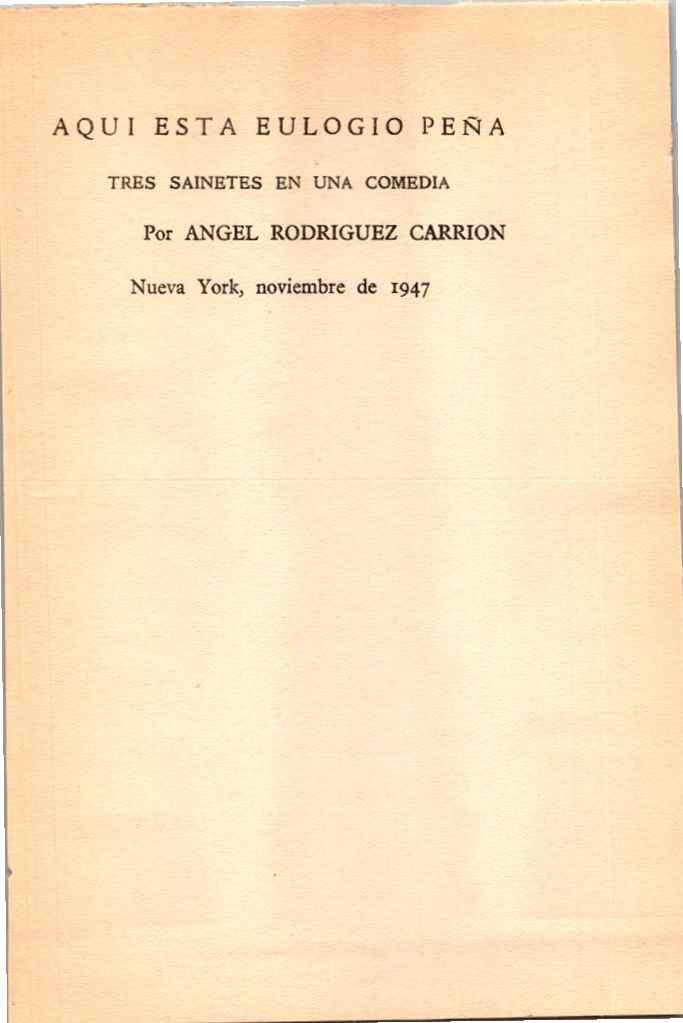 AQUI ESTA EULOGIO PEÑA
TRES SAINETES EN UNA COMEDIA
Por ANGEL RODRIGUEZ CARRION
Nueva York, noviembre de 1947